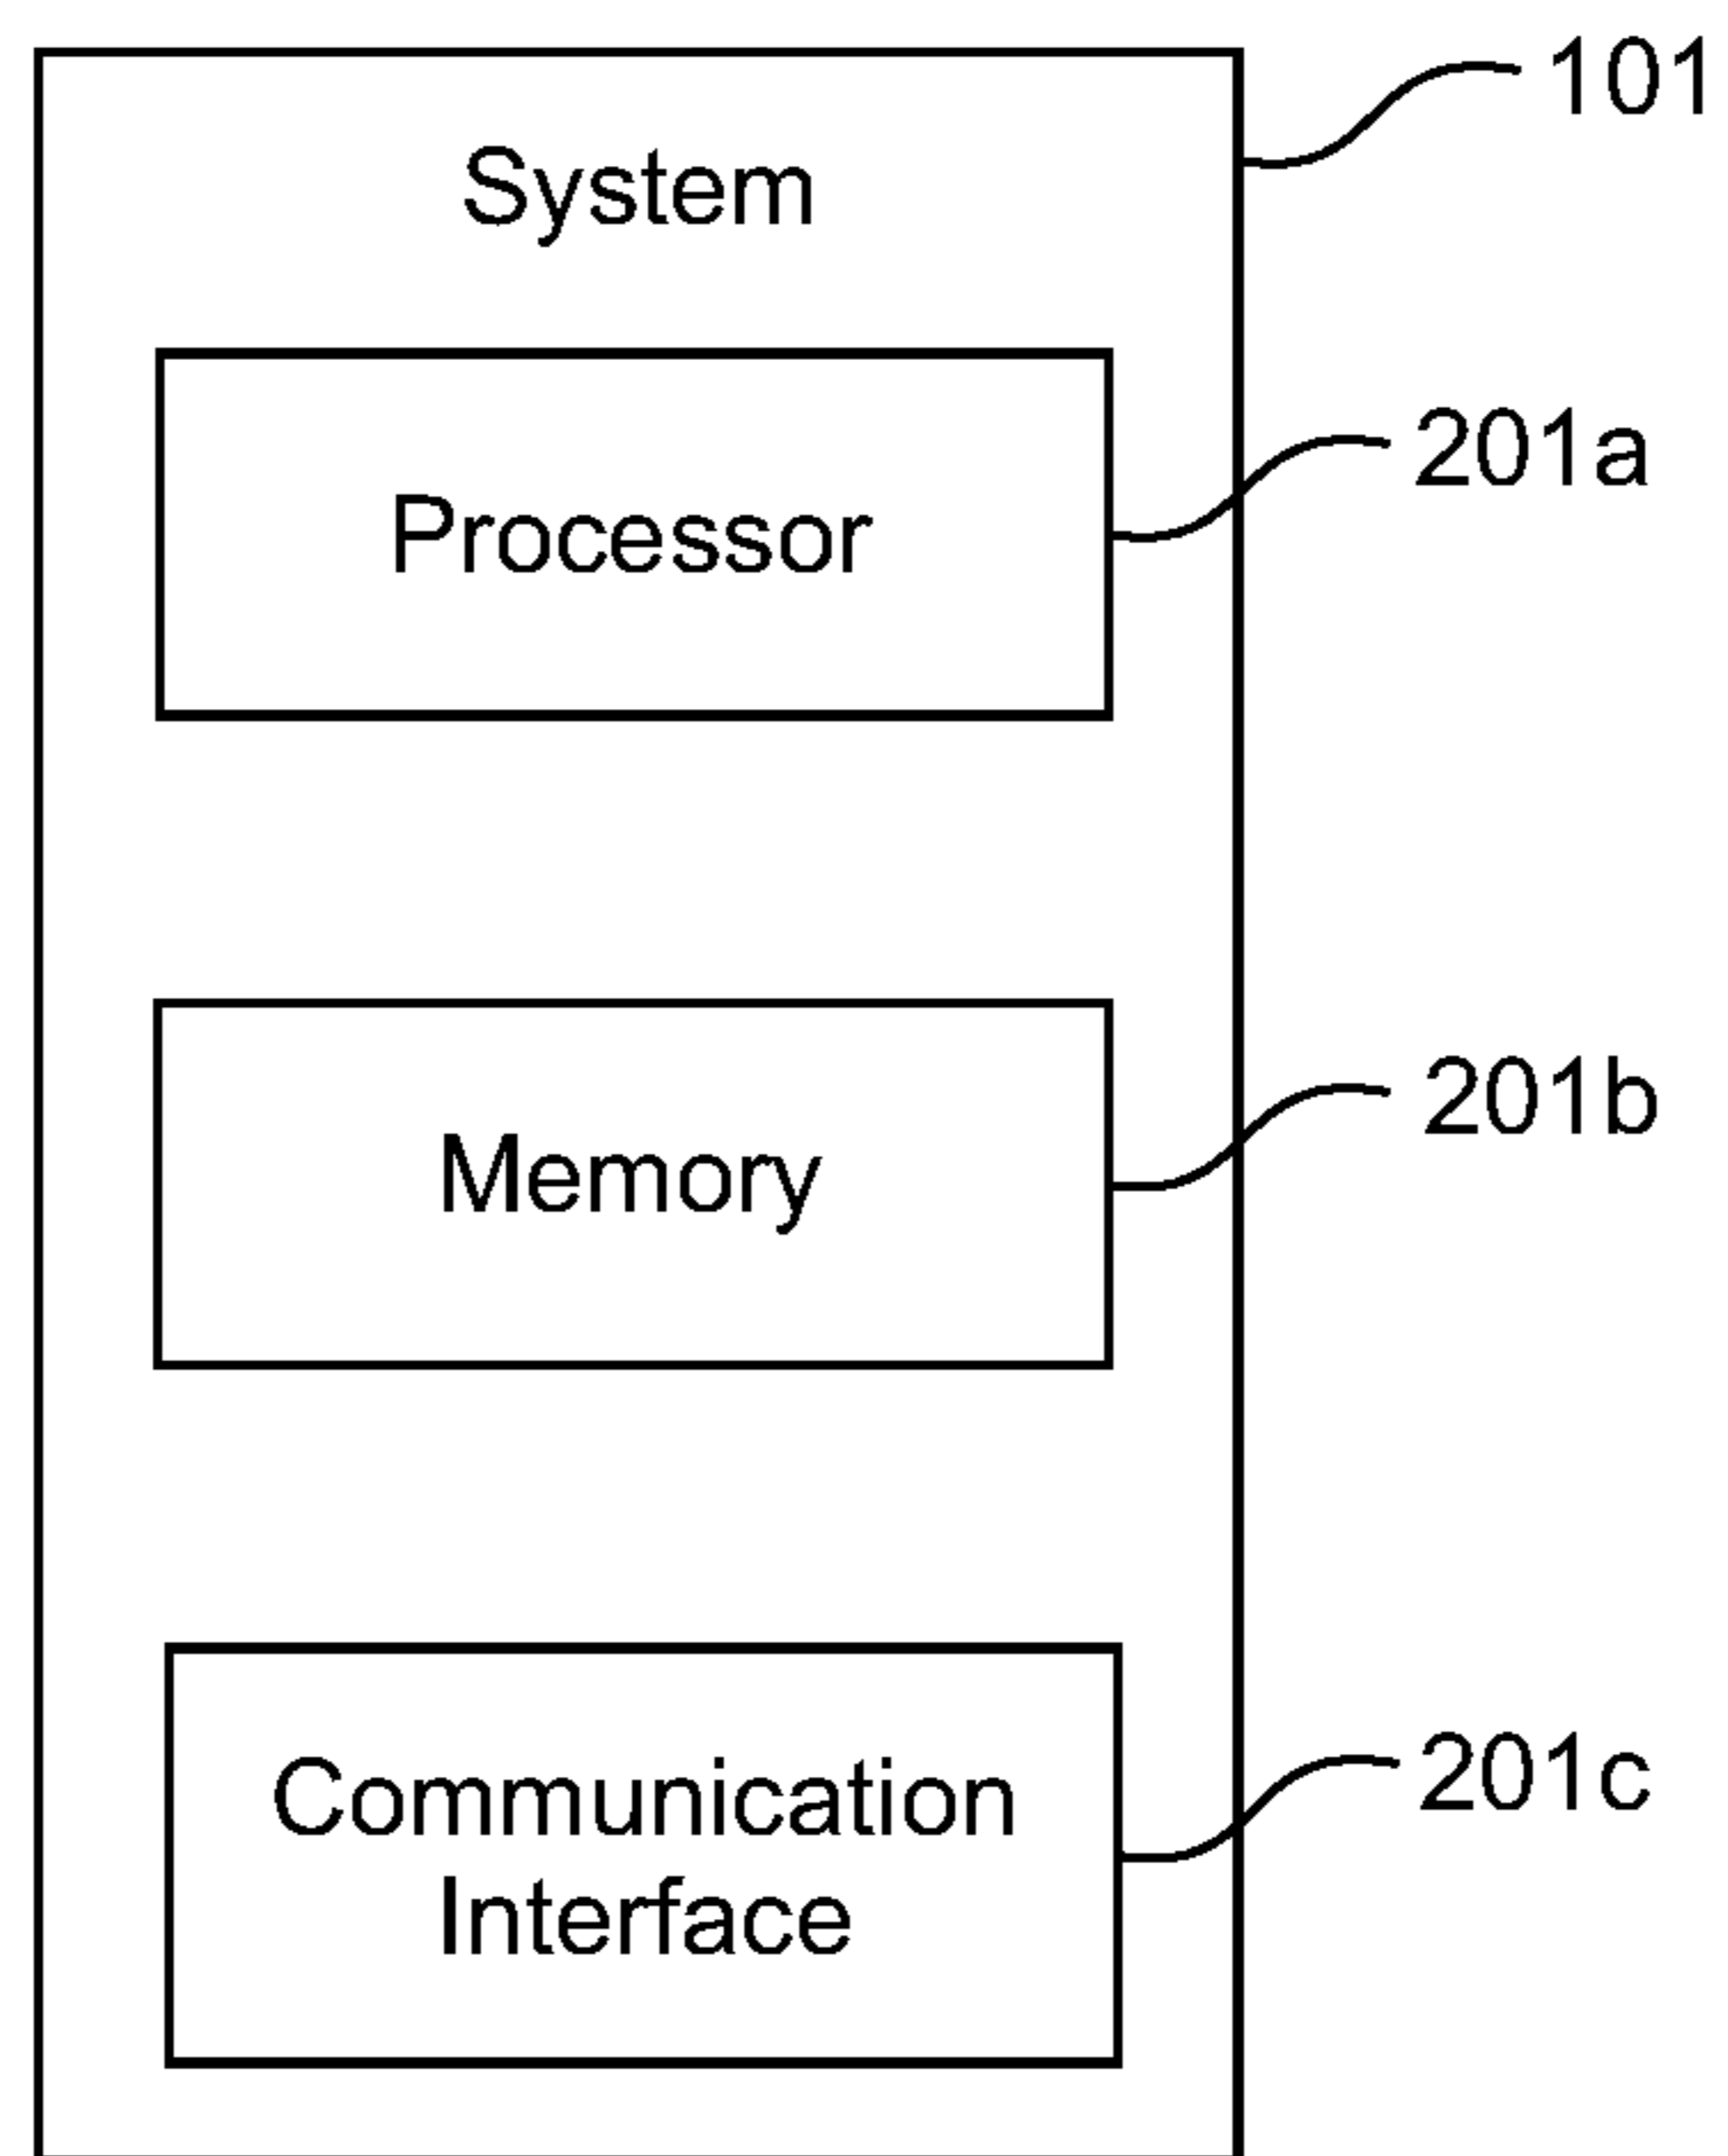 101
System
201a
Processor
201b
Memory
201c
Communication
Interface